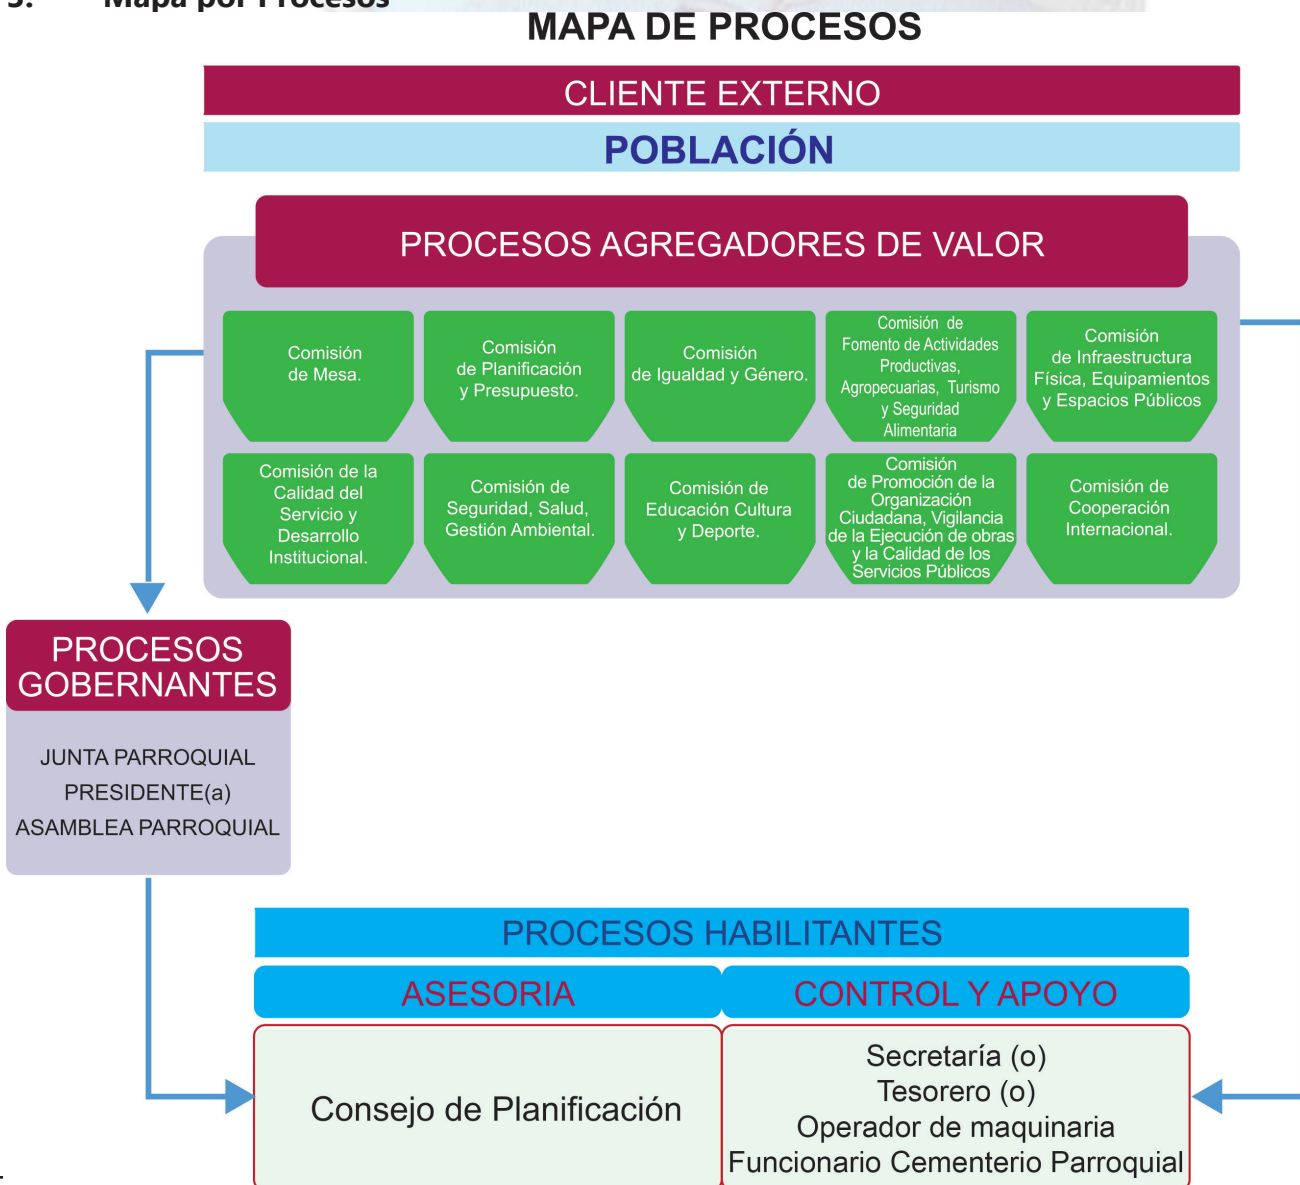 Mapa por Procesos
MAPA DE PROCESOS
CLIENTE EXTERNO
POBLACIÓN
PROCESOS AGREGADORES DE VALOR
Comisión
de Mesa.
Comisión
de Planificación
y Presupuesto.
Comisión
de Igualdad y Género.
Comisión de
Fomento de Actividades
Productivas,
Agropecuarias, Turismo
y Seguridad
Alimentaria
Comisión
de Infraestructura
Física, Equipamientos
y Espacios Públicos
Comisión de la
Calidad del
Servicio y
Desarrollo
Institucional.
Comisión de
Seguridad, Salud,
Gestión Ambiental.
Comisión de
Educación Cultura
y Deporte.
Comisión
de Promoción de la
Organización
Ciudadana, Vigilancia
de la Ejecución de obras
y la Calidad de los
Servicios Públicos
Comisión de
Cooperación
Internacional.
PROCESOS
GOBERNANTES
JUNTA PARROQUIAL
PRESIDENTE(a)
ASAMBLEA PARROQUIAL
PROCESOS HABILITANTES
ASESORIA
CONTROL Y APOYO
Consejo de Planificación
Secretaría (o)
Tesorero (o)
Operador de maquinaria
Funcionario Cementerio Parroquial